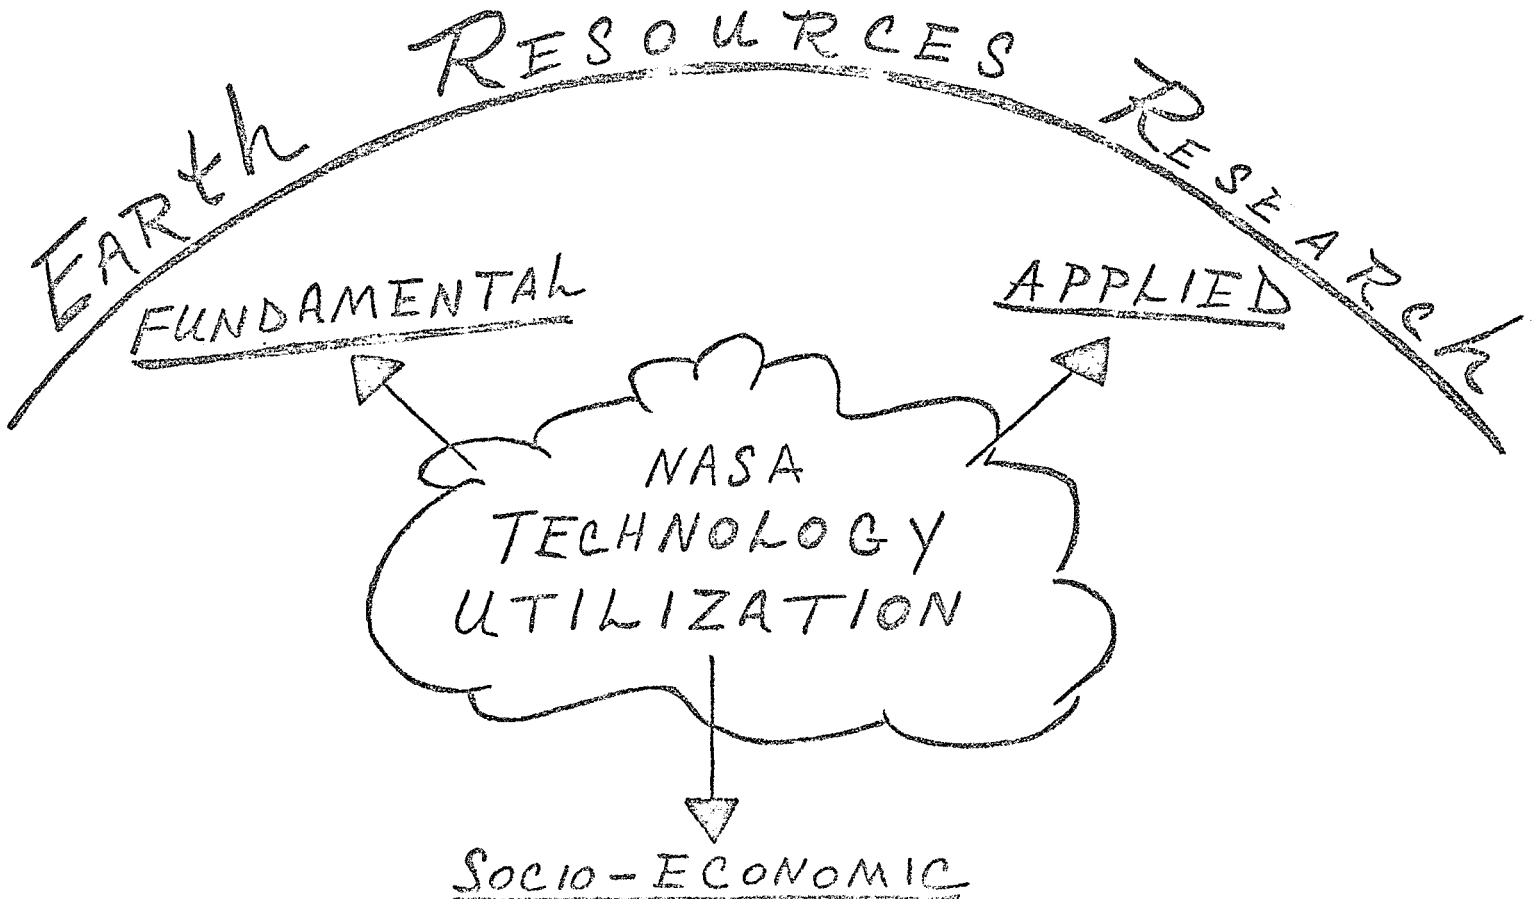 EARth RESOURCES RESEARch
FUNDAMENTAL
APPLIED
NASA
TECHNOLOGY
UTILIZATION
SOCIO-ECONOMIC